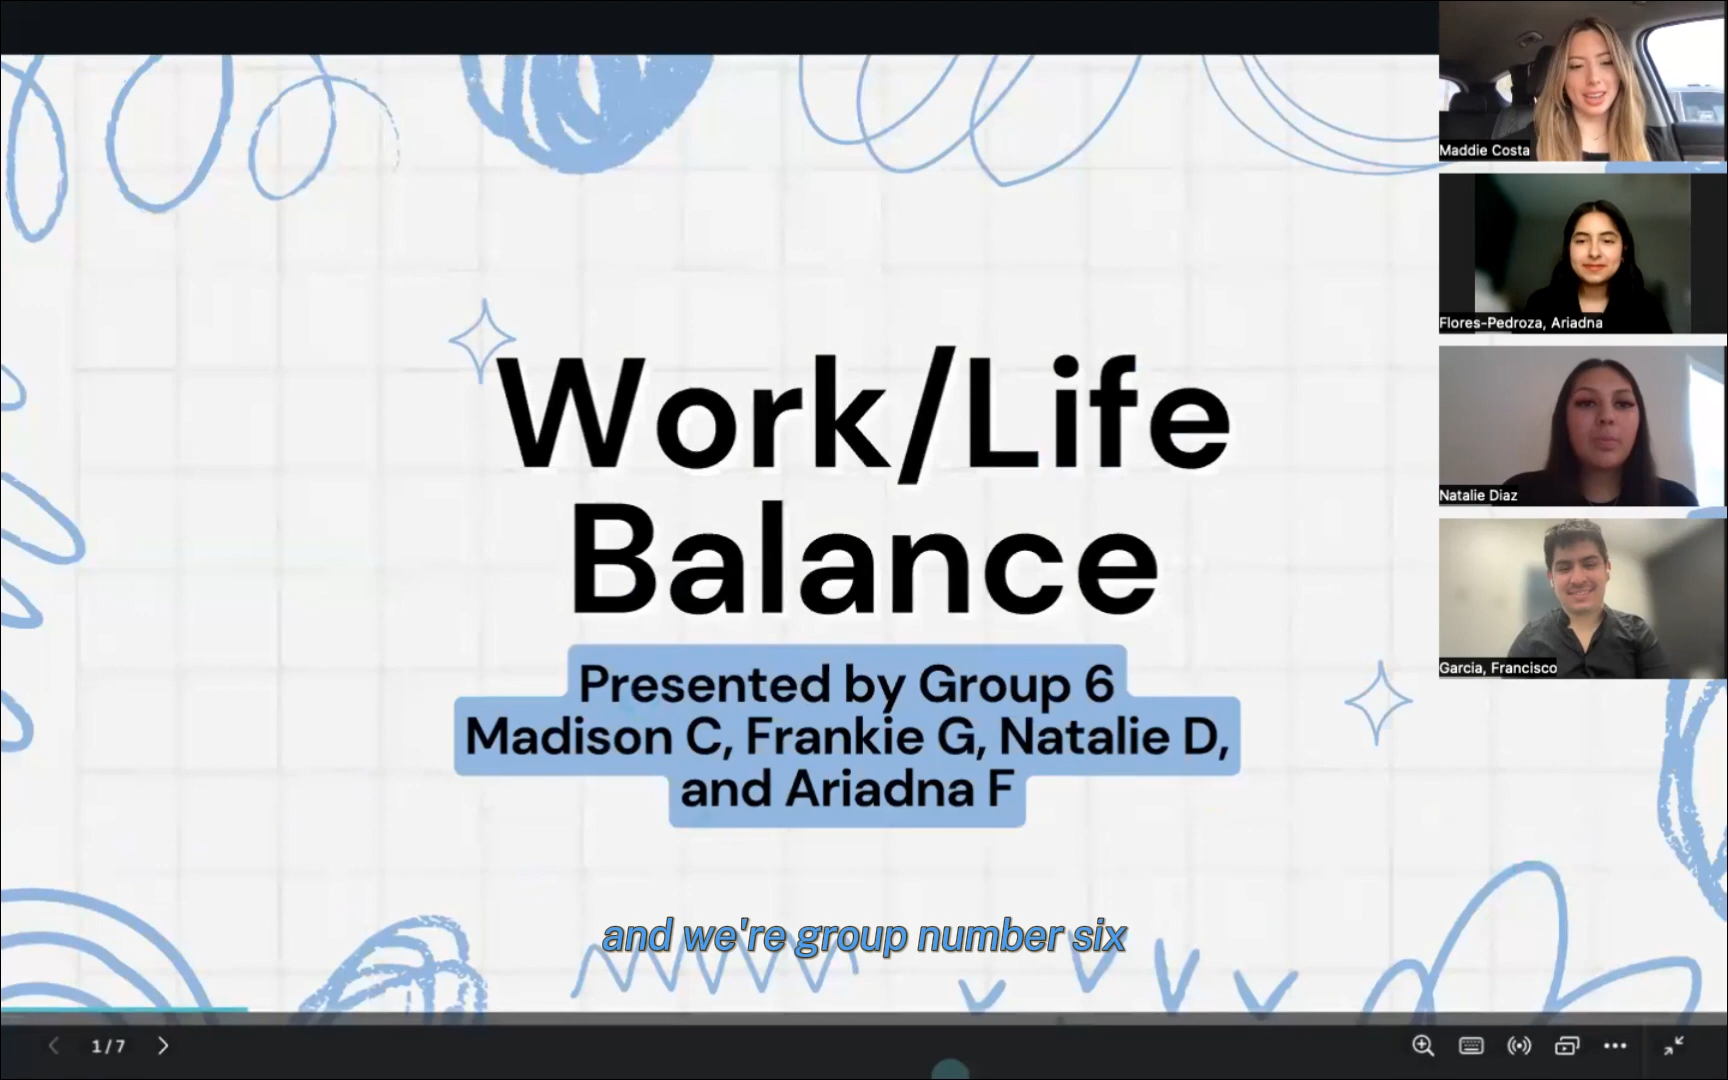 Work/Life
Balance
Presented by Group 6
Madison C, Frankie G, Natalie D,
and Ariadna F
and we're group number six
Maddie Costa
Flores-Pedroza, Ariadna
Natalie Diaz
Garcia, Francisco
1/7